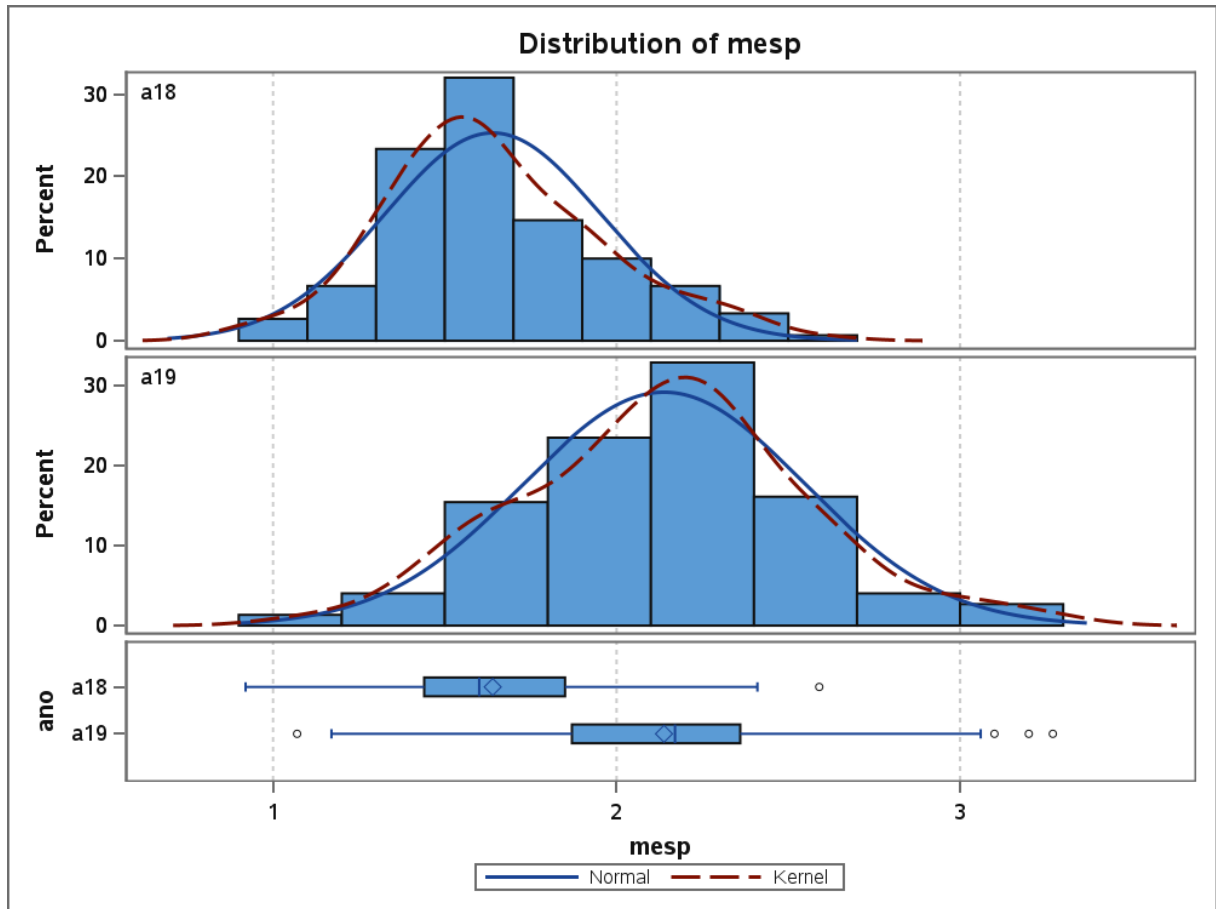 Distribution of mesp
a18
30
20
10
0
Percent
a19
30
20
10
0
Percent
a18
a19
ano
1 2 3
mesp
Normal Kernel